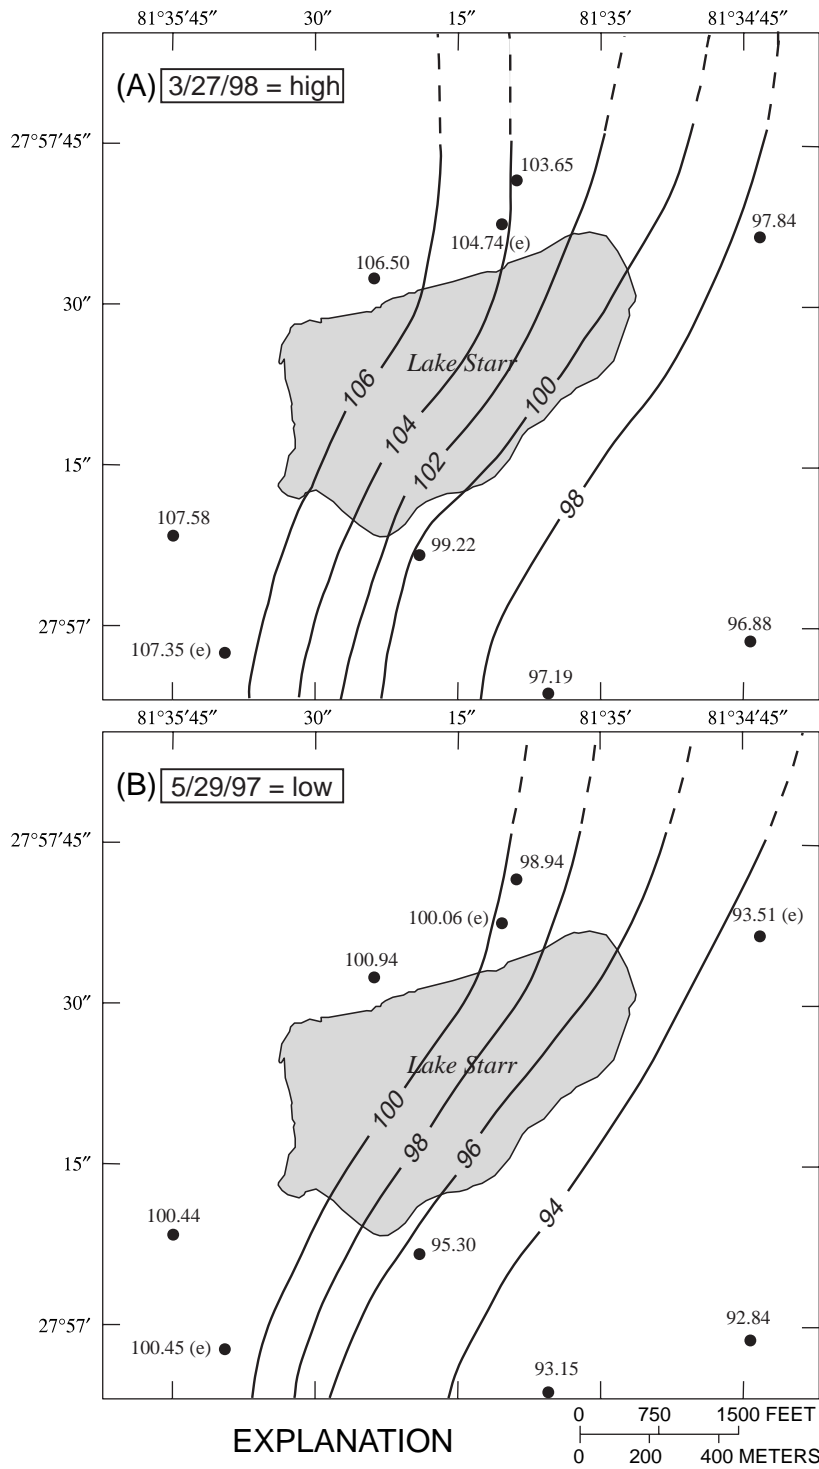 81°35′45″ 30″ 15″ 81°35′ 81°34′45″
(A) 3/27/98 = high
27°57′45″
103.65
104.74 (e)
97.84
106.50
30″
Lake Starr
106
100
104
102
15″
98
107.58
99.22
27°57′
96.88
107.35 (e)
97.19
81°35′45″ 30″ 15″ 81°35′ 81°34′45″
(B) 5/29/97 = low
27°57′45″
98.94
100.06 (e)
93.51 (e)
100.94
30″
Lake Starr
100
98
96
15″
94
100.44
95.30
27°57′
92.84
100.45 (e)
93.15
EXPLANATION
0 750 1500 FEET
0 200 400 METERS